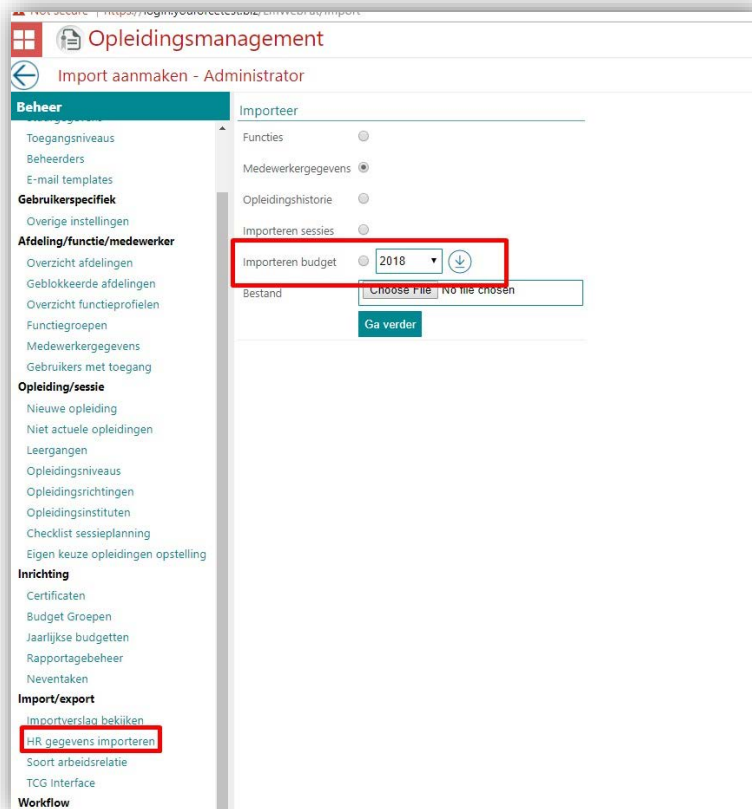 Opleidingsmanagement
Import aanmaken - Administrator
Beheer
Toegangsniveaus
Beheerders
E-mail templates
Gebruikerspecifiek
Overige instellingen
Afdeling/functie/medewerker
Overzicht afdelingen
Geblokkeerde afdelingen
Overzicht functieprofielen
Functiegroepen
Medewerkergegevens
Gebruikers met toegang
Opleiding/sessie
Nieuwe opleiding
Niet actuele opleidingen
Leergangen
Opleidingsniveaus
Opleidingsrichtingen
Opleidingsinstituten
Checklist sessieplanning
Eigen keuze opleidingen opstelling
Inrichting
Certificaten
Budget Groepen
Jaarlijkse budgetten
Rapportagebeheer
Neventaken
Import/export
Importverslag bekijken
HR gegevens importeren
Soort arbeidsrelatie
TCG Interface
Workflow
Importeer
Functies
Medewerkergegevens
Opleidingshistorie
Importeren sessies
Importeren budget 2018
Bestand Choose File No file chosen
Ga verder